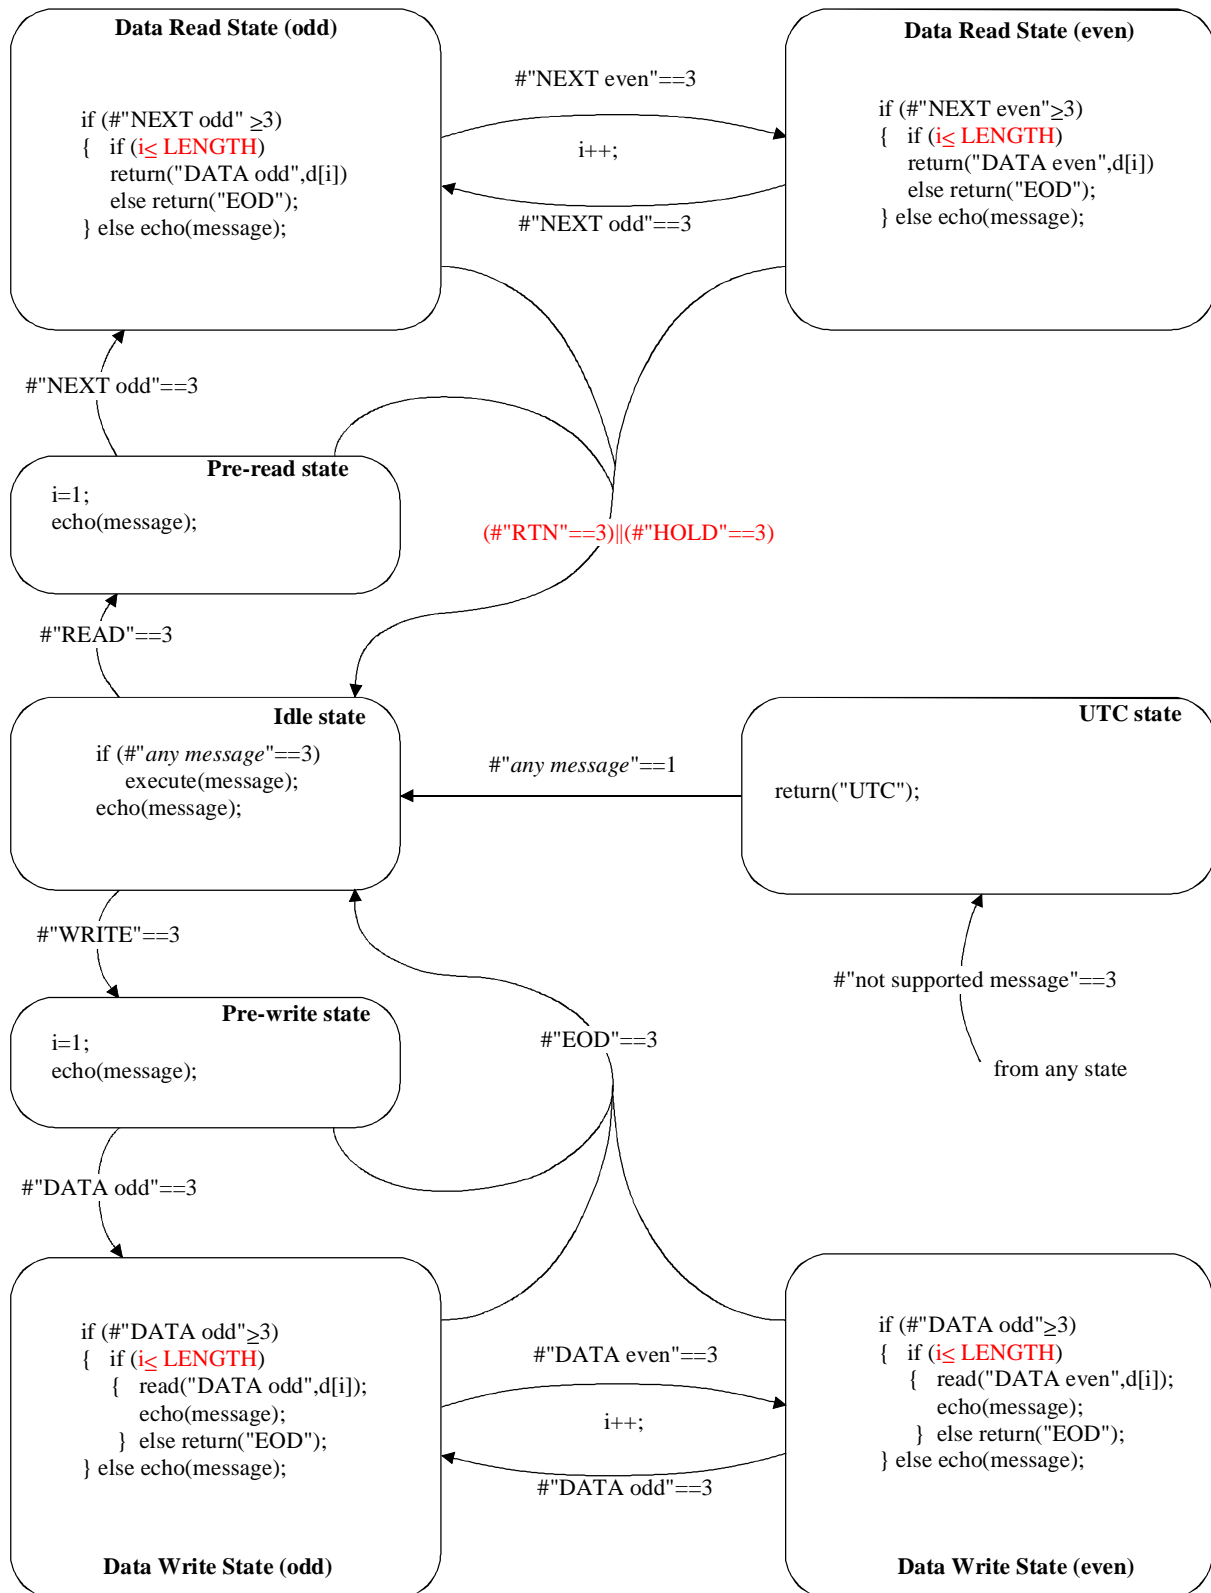 Data Read State (odd)
if (#"NEXT odd" ≥3)
{ if (i≤ LENGTH)
return("DATA odd",d[i])
else return("EOD");
} else echo(message);
#"NEXT even"==3
i++;
#"NEXT odd"==3
Data Read State (even)
if (#"NEXT even"≥3)
{ if (i≤ LENGTH)
return("DATA even",d[i])
else return("EOD");
} else echo(message);
#"NEXT odd"==3
Pre-read state
i=1;
echo(message);
(#"RTN"==3)||(#"HOLD"==3)
#"READ"==3
Idle state
if (#"any message"==3)
execute(message);
echo(message);
#"any message"==1
UTC state
return("UTC");
#"WRITE"==3
#"not supported message"==3
from any state
Pre-write state
i=1;
echo(message);
#"EOD"==3
#"DATA odd"==3
if (#"DATA odd"≥3)
{ if (i≤ LENGTH)
{ read("DATA odd",d[i]);
echo(message);
} else return("EOD");
} else echo(message);
Data Write State (odd)
#"DATA even"==3
i++;
#"DATA odd"==3
if (#"DATA odd"≥3)
{ if (i≤ LENGTH)
{ read("DATA even",d[i]);
echo(message);
} else return("EOD");
} else echo(message);
Data Write State (even)